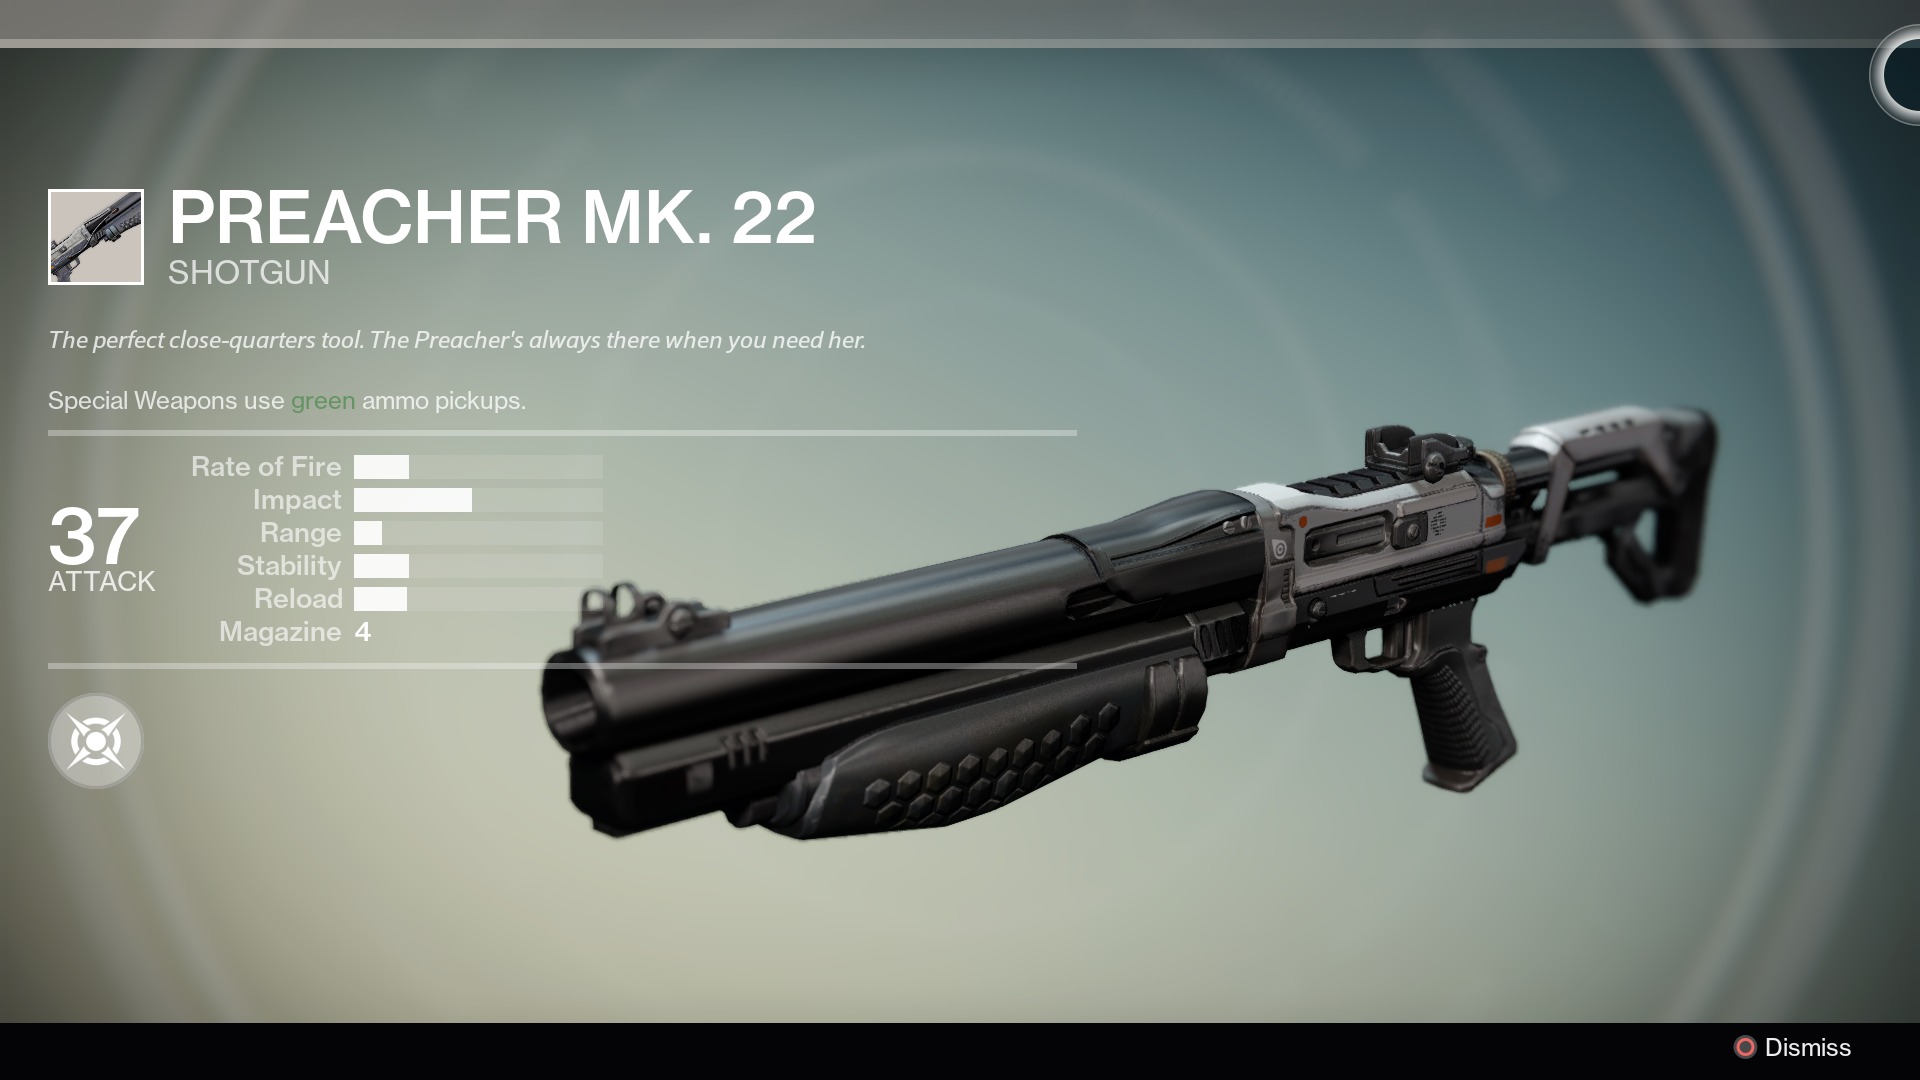 PREACHER MK. 22
SHOTGUN
The perfect close-quarters tool. The Preacher's always there when you need her.
Special Weapons use green ammo pickups.
37
ATTACK
Rate of Fire
Impact
Range
Stability
Reload
Magazine 4
Dismiss